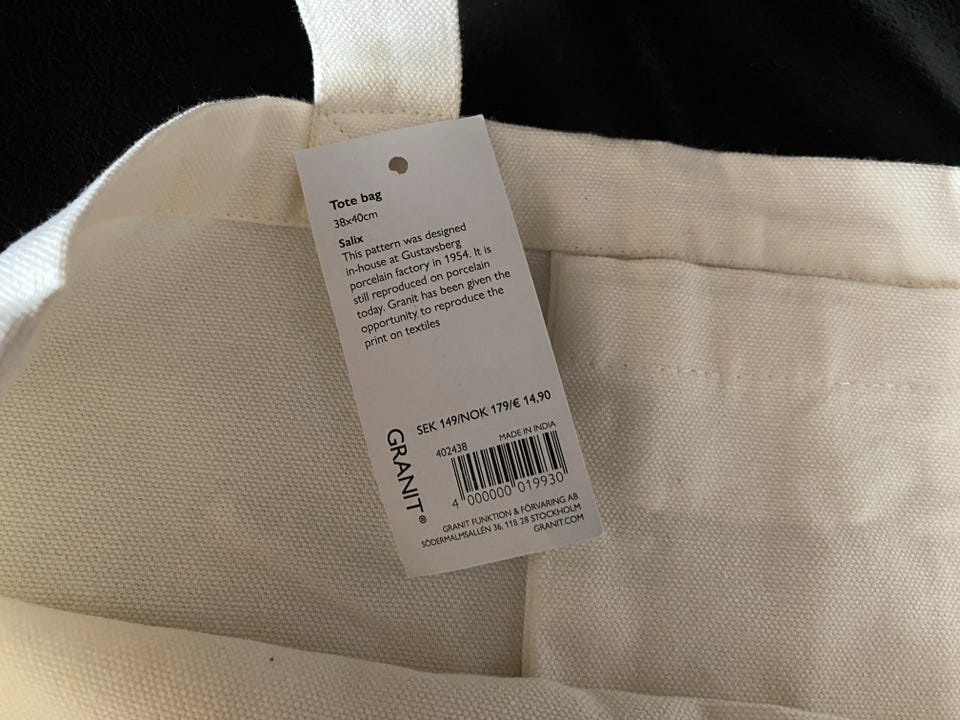 Tote bag
38x40cm
Salix
This pattern was designed
in-house at Gustavsberg
porcelain factory in 1954. It is
still reproduced on porcelain
today. Granit has been given the
opportunity to reproduce the
print on textiles
SEK 149/NOK 179/€ 14,90
402438 MADE IN INDIA
4 000000 019930
GRANIT®
GRANIT FUNKTION & FÖRVARING AB
SÖDERMALMSALLÉN 36, 118 28 STOCKHOLM
GRANIT.COM